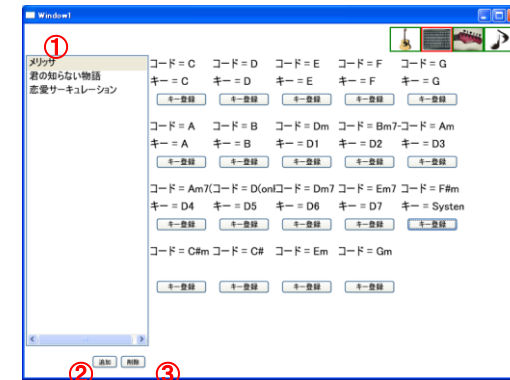 Window1
①
メリッサ
君の知らない物語
恋愛サーキュレーション
コード = C コード = D コード = E コード = F コード = G
キー = C キー = D キー = E キー = F キー = G
キー登録 キー登録 キー登録 キー登録 キー登録
コード = A コード = B コード = Dm コード = Bm7- コード = Am
キー = A キー = B キー = D1 キー = D2 キー = D3
キー登録 キー登録 キー登録 キー登録 キー登録
コード = Am7( コード = D(onl コード = Dm7 コード = Em7 コード = F#m
キー = D4 キー = D5 キー = D6 キー = D7 キー = System
キー登録 キー登録 キー登録 キー登録 キー登録
コード = C#m コード = C# コード = Em コード = Gm
キー登録 キー登録 キー登録 キー登録
② 追加 削除 ③